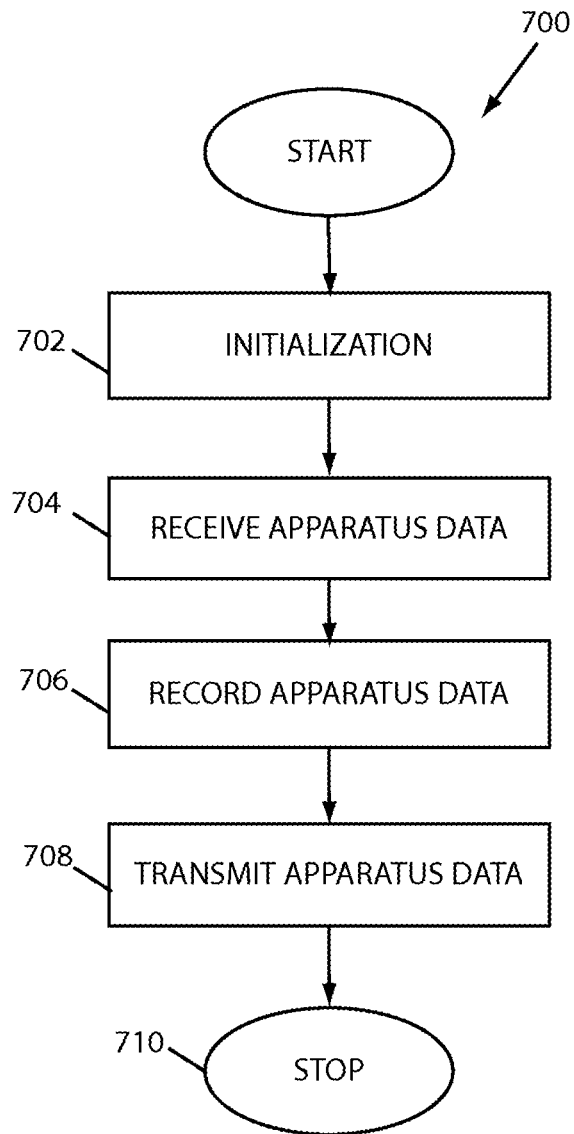 700
START
702
INITIALIZATION
704
RECEIVE APPARATUS DATA
706
RECORD APPARATUS DATA
708
TRANSMIT APPARATUS DATA
710
STOP